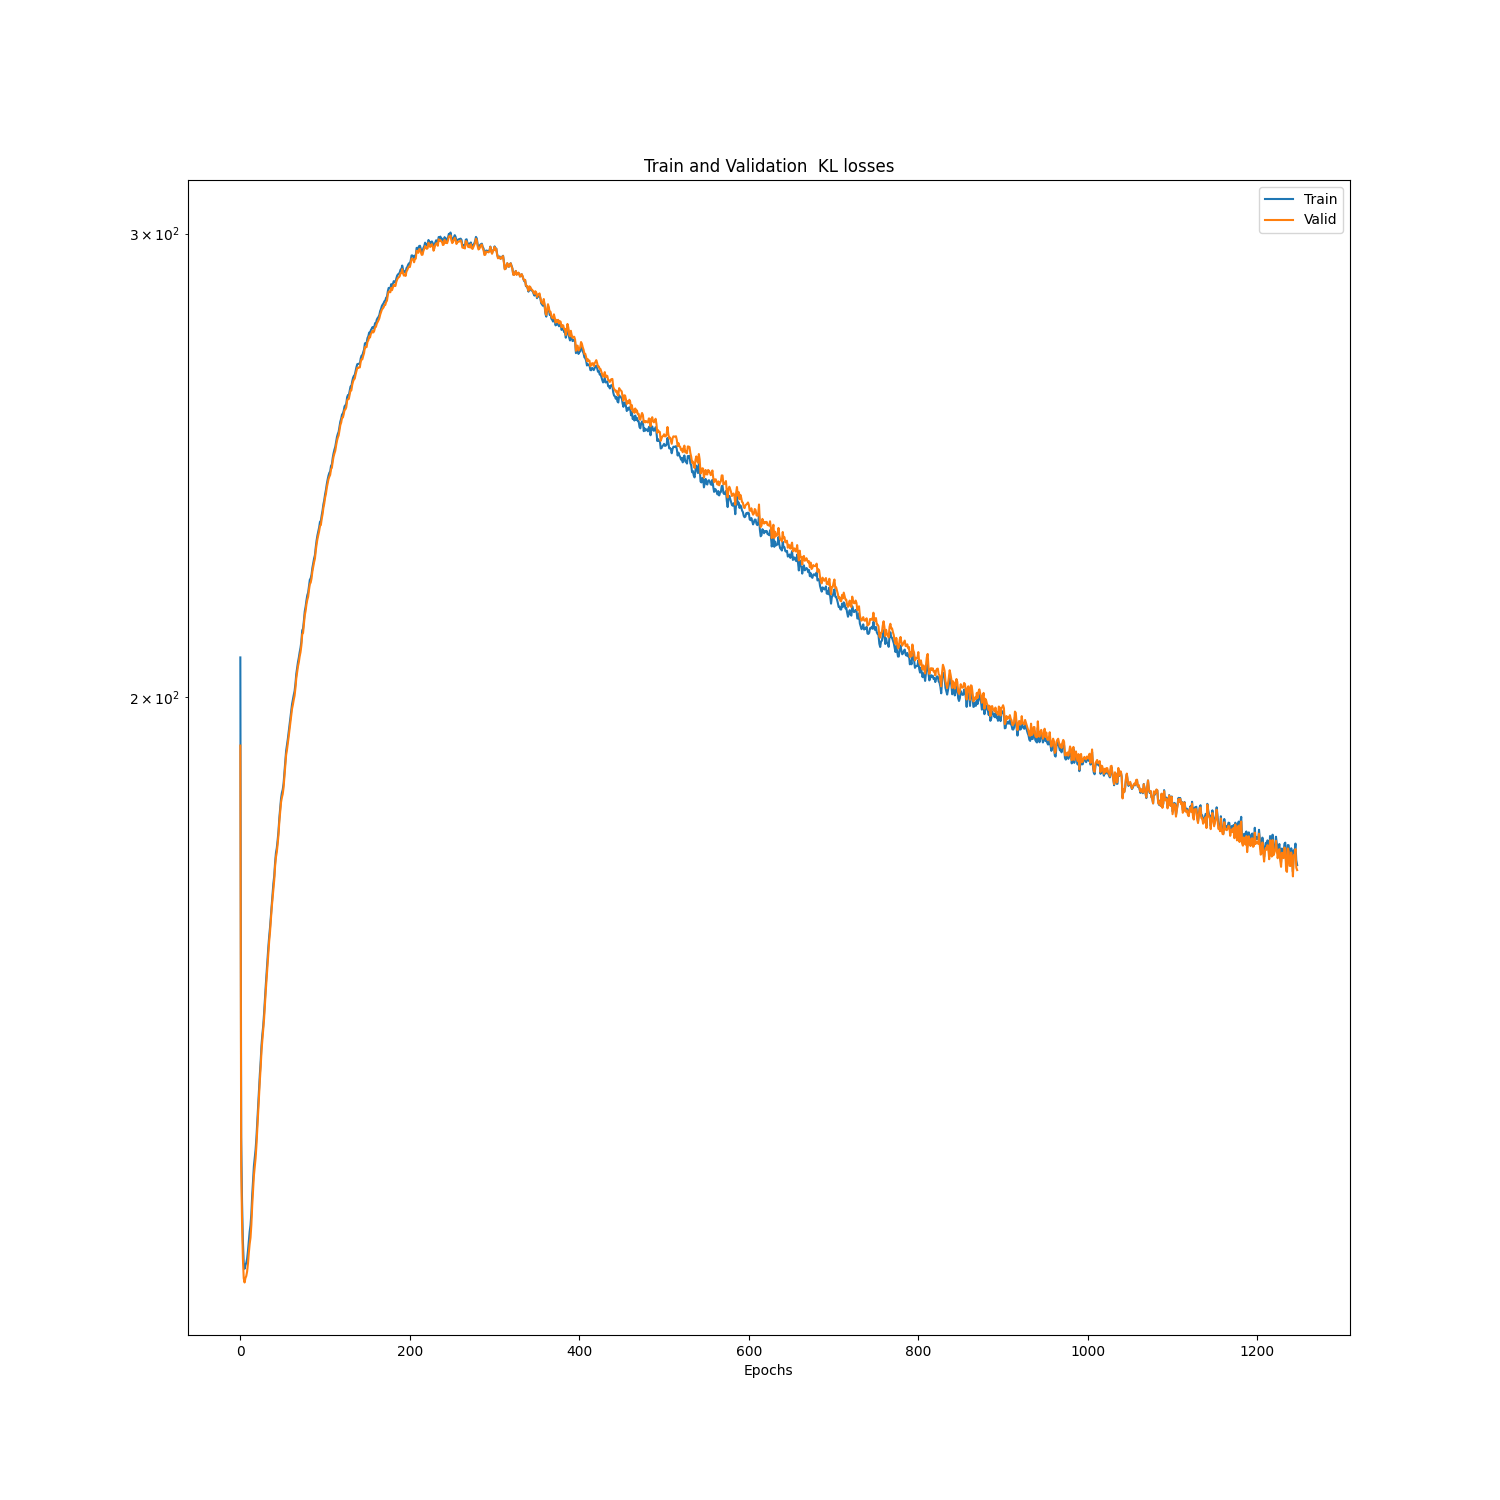 Train and Validation  KL losses
Train
Valid
3 × 10²
2 × 10²
0 200 400 600 800 1000 1200
Epochs